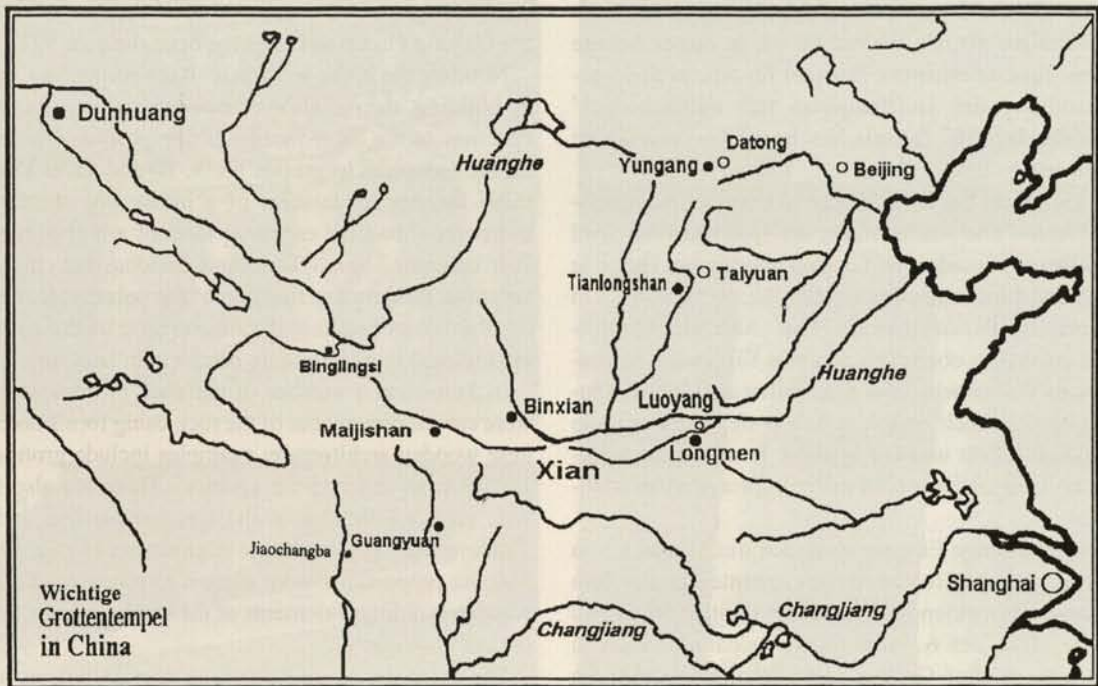 Dunhuang
Huanghe
Datong
Yungang
Beijing
Taiyuan
Tianlongshan
Binglingsi
Huanghe
Binxian
Luoyang
Maijishan
Longmen
Xian
Guangyuan
Jiaochangba
Shanghai
Changjiang
Changjiang
Wichtige
Grottentempel
in China